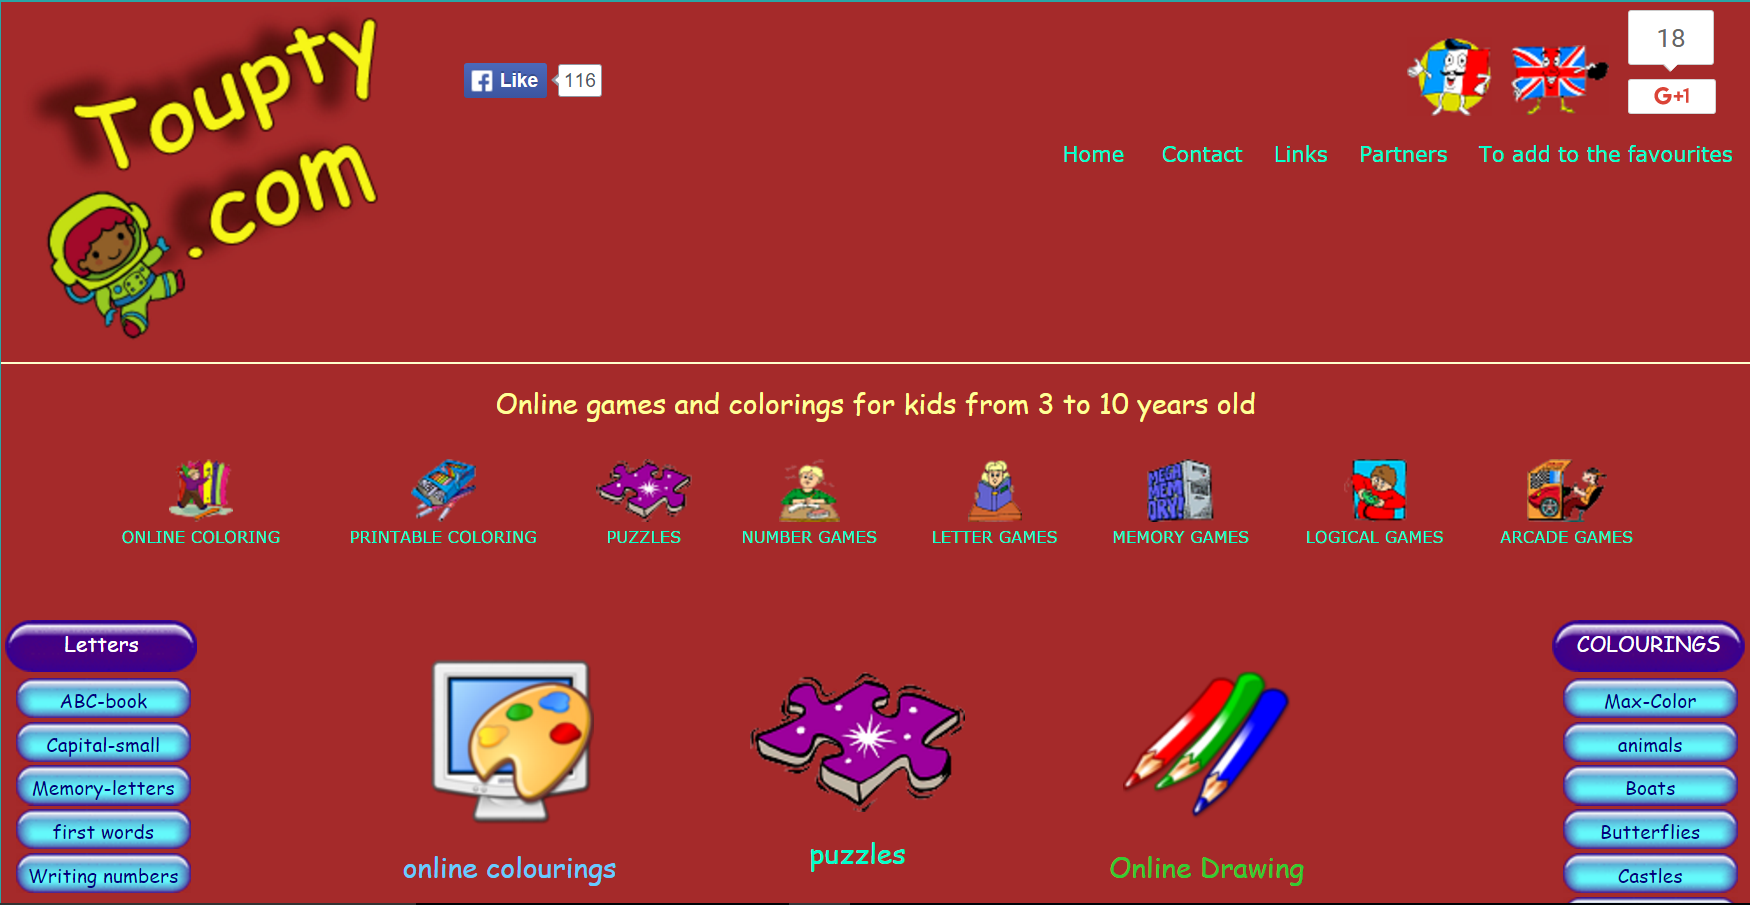 Toupty
.com
Like 116
18
G+1
Home Contact Links Partners To add to the favourites
Online games and colorings for kids from 3 to 10 years old
MEGA
MEM
ORY!
ONLINE COLORING PRINTABLE COLORING PUZZLES NUMBER GAMES LETTER GAMES MEMORY GAMES LOGICAL GAMES ARCADE GAMES
Letters
ABC-book
Capital-small
Memory-letters
first words
Writing numbers
online colourings
puzzles
Online Drawing
COLOURINGS
Max-Color
animals
Boats
Butterflies
Castles